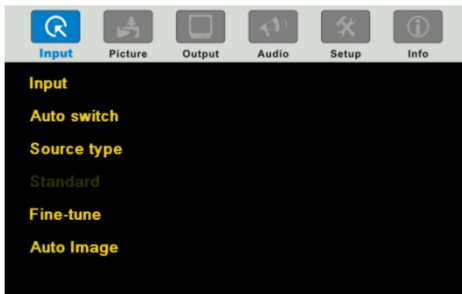 Input Picture Output Audio Setup Info
Input
Auto switch
Source type
Standard
Fine-tune
Auto Image